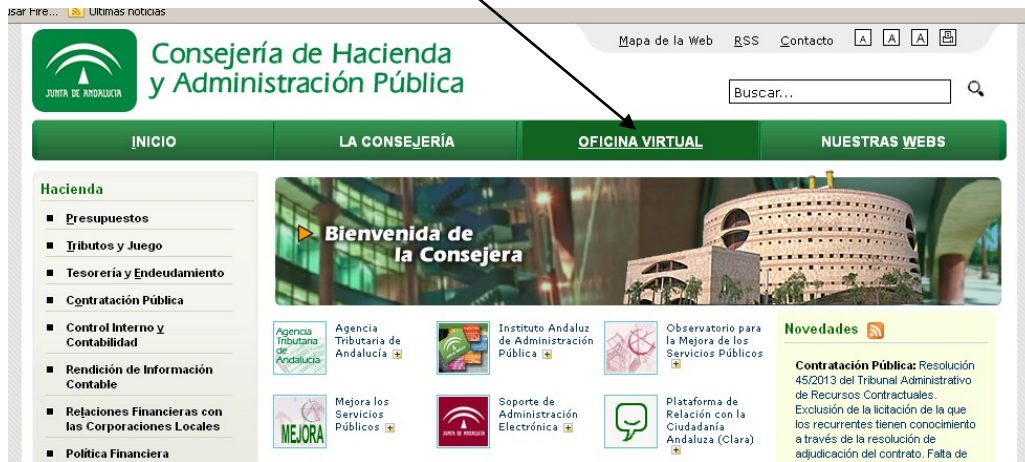 usar Fire... Últimas noticias
Mapa de la Web RSS Contacto A A A
JUNTA DE ANDALUCIA
Consejería de Hacienda
y Administración Pública
Buscar...
INICIO LA CONSEJERÍA OFICINA VIRTUAL NUESTRAS WEBS
Hacienda
Presupuestos
Tributos y Juego
Tesorería y Endeudamiento
Contratación Pública
Control Interno y
Contabilidad
Rendición de Información
Contable
Relaciones Financieras con
las Corporaciones Locales
Política Financiera
Bienvenida de
la Consejera
Agencia
Tributaria
de
Andalucía
Agencia
Tributaria de
Andalucía
Instituto Andaluz
de Administración
Pública
Observatorio para
la Mejora de los
Servicios Públicos
MEJORA
Mejora los
Servicios
Públicos
JUNTA DE ANDALUCIA
Soporte de
Administración
Electrónica
Plataforma de
Relación con la
Ciudadanía
Andaluza (Clara)
Novedades
Contratación Pública: Resolución
45/2013 del Tribunal Administrativo
de Recursos Contractuales.
Exclusión de la licitación de la que
los recurrentes tienen conocimiento
a través de la resolución de
adjudicación del contrato. Falta de